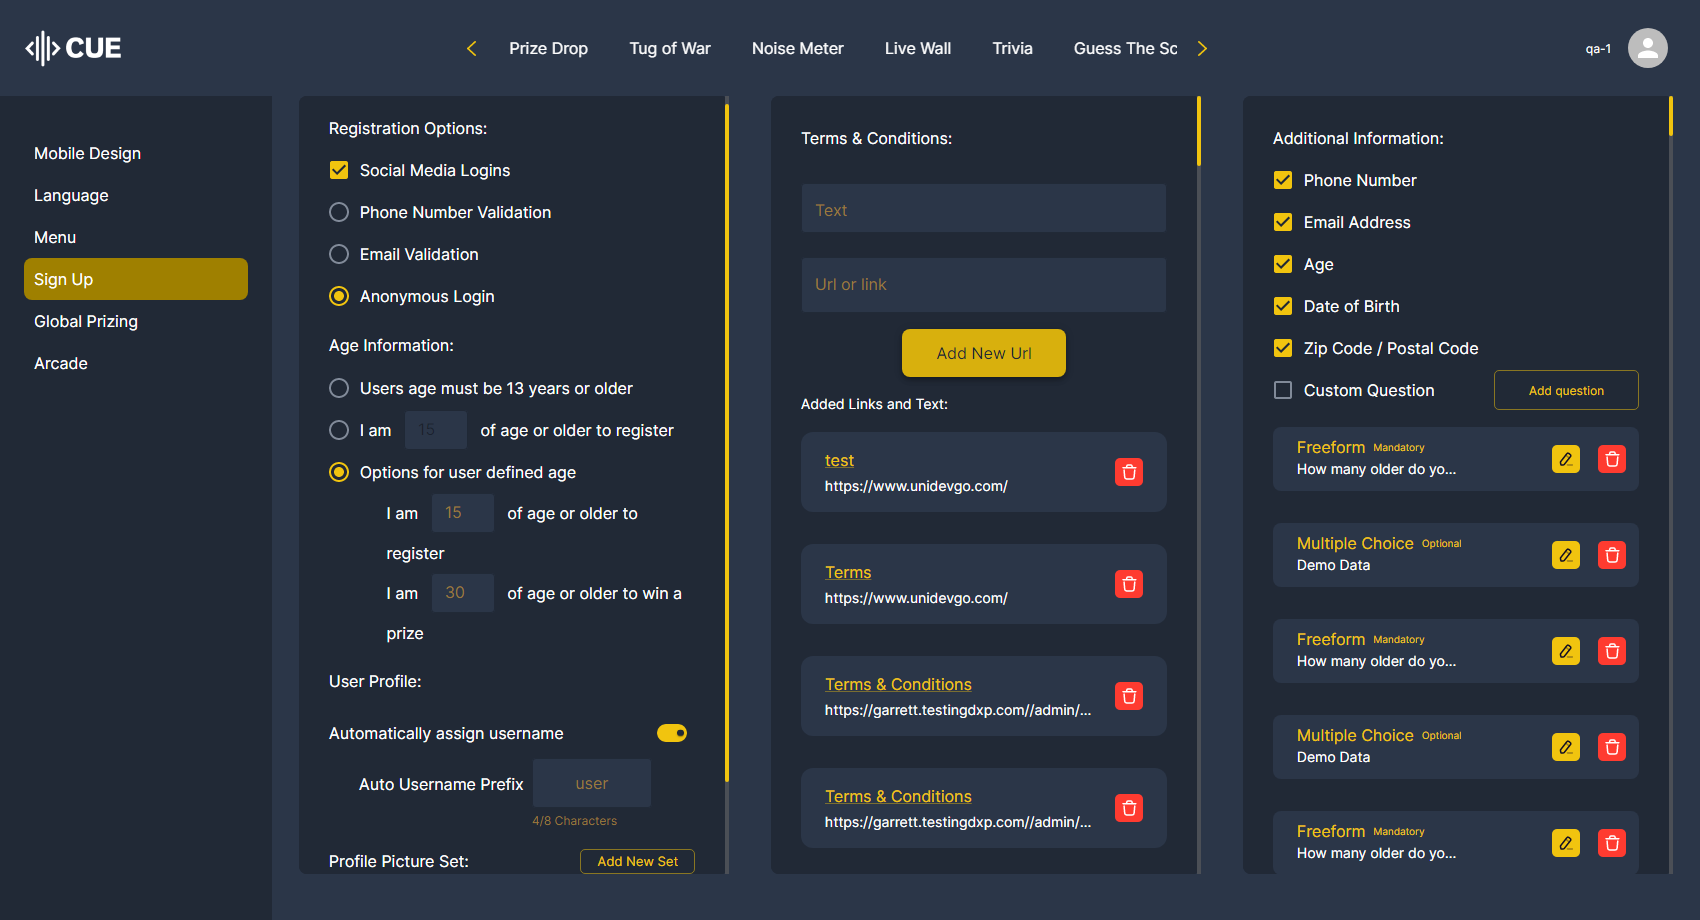 CUE
Prize Drop
Tug of War
Noise Meter
Live Wall
Trivia
Guess The Sc
qa-1
Mobile Design
Language
Menu
Sign Up
Global Prizing
Arcade
Registration Options:
Social Media Logins
Phone Number Validation
Email Validation
Anonymous Login
Age Information:
Users age must be 13 years or older
I am 15 of age or older to register
Options for user defined age
I am 15 of age or older to
register
I am 30 of age or older to win a
prize
User Profile:
Automatically assign username
Auto Username Prefix user
4/8 Characters
Profile Picture Set: Add New Set
Terms & Conditions:
Text
Url or link
Add New Url
Added Links and Text:
test
https://www.unidevgo.com/
Terms
https://www.unidevgo.com/
Terms & Conditions
https://garrett.testingdxp.com//admin/...
Terms & Conditions
https://garrett.testingdxp.com//admin/...
Additional Information:
Phone Number
Email Address
Age
Date of Birth
Zip Code / Postal Code
Custom Question Add question
Freeform Mandatory
How many older do yo...
Multiple Choice Optional
Demo Data
Freeform Mandatory
How many older do yo...
Multiple Choice Optional
Demo Data
Freeform Mandatory
How many older do yo...